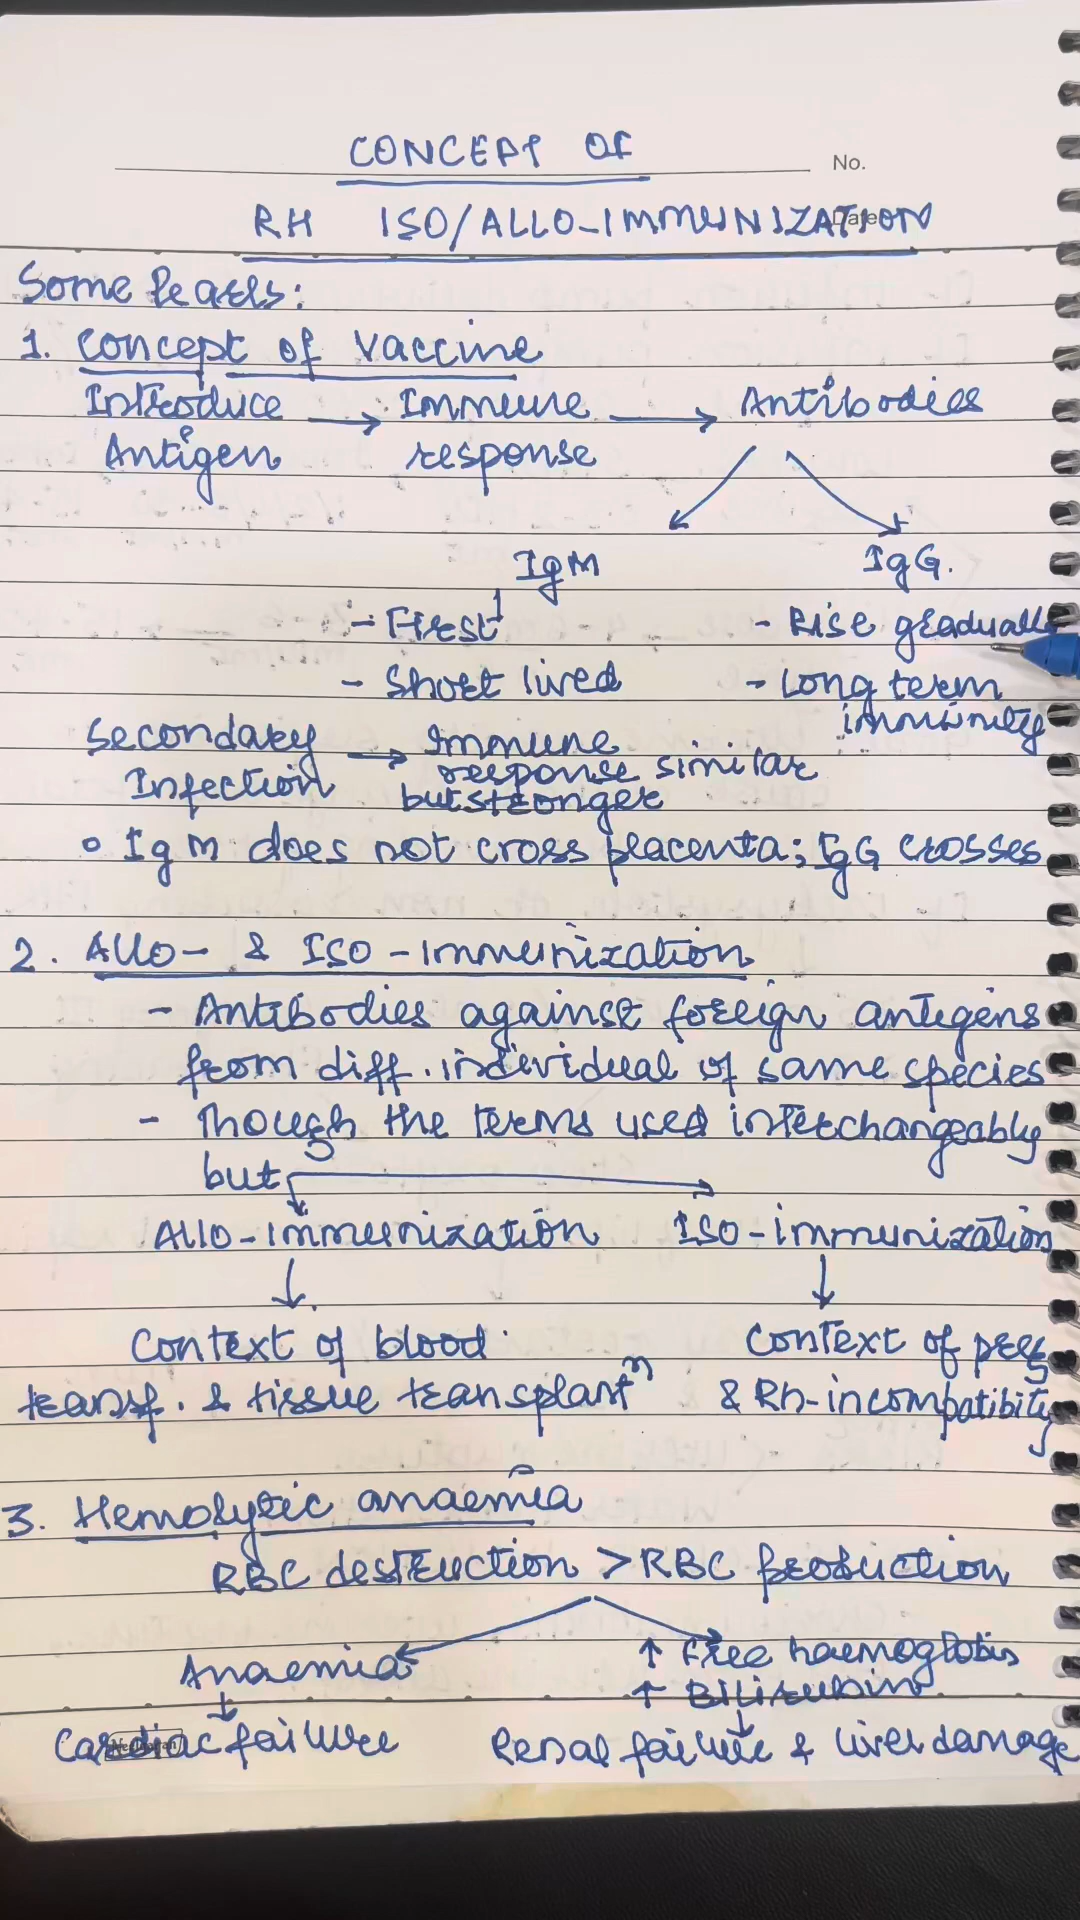 CONCEPT OF
No.
RH ISO/ALLO-IMMUNIZATION
Date
Some facts:
1. Concept of Vaccine
Introduce → Immune → Antibodies
Antigen response
IgM IgG.
- First - Rise gradually
- Short lived - Long term
immunity
Secondary → Immune
Infection response similar
but stronger
o IgM does not cross placenta; IgG crosses
2. Allo- & ISO-immunization
- Antibodies against foreign antigens
from diff. individual of same species
- Though the terms used interchangeably
but
Allo-immunization ISO-immunization
↓ ↓
Context of blood Context of preg
transf. & tissue transplantⁿ & Rh-incompatibity
3. Hemolytic anaemia
RBC destruction > RBC production
Anaemia ↑ Free haemoglobin
↑ Bilirubin
Cardiac failure Renal failure & liver damage